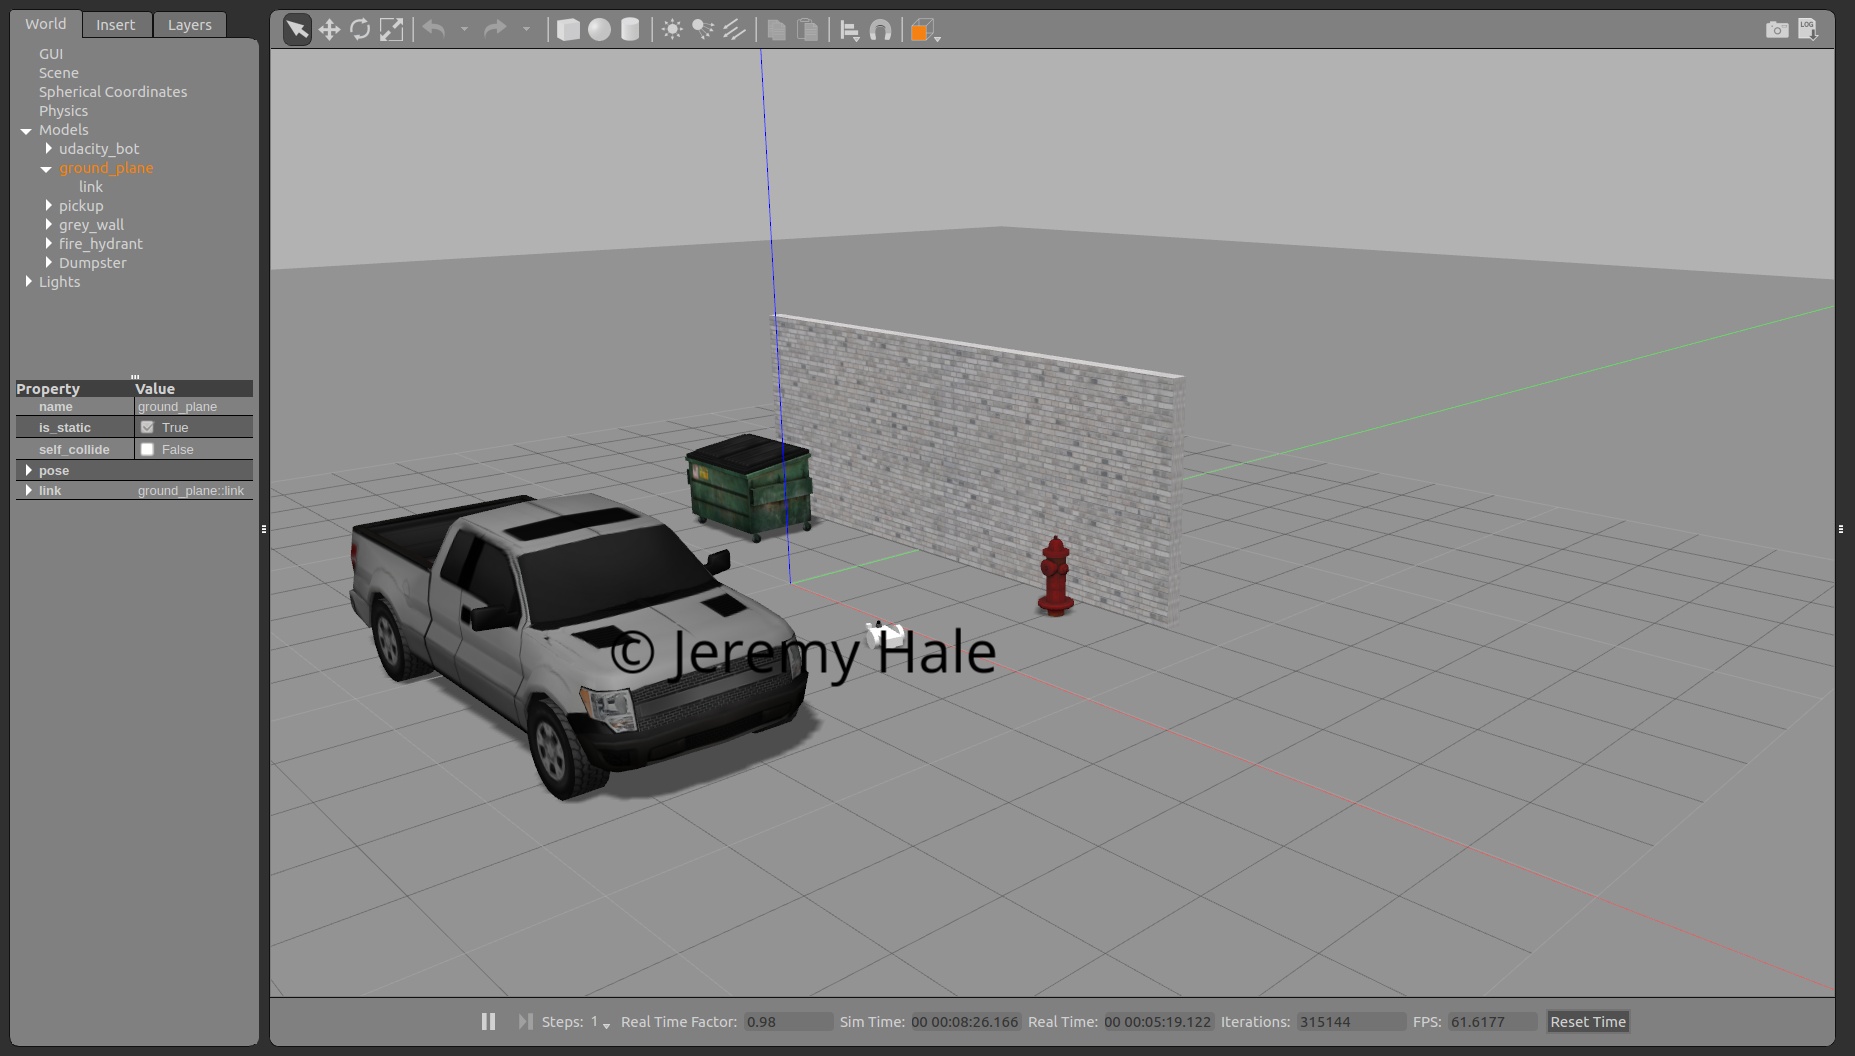 World Insert Layers
GUI
Scene
Spherical Coordinates
Physics
Models
udacity_bot
ground_plane
link
pickup
grey_wall
fire_hydrant
Dumpster
Lights
Property Value
name ground_plane
is_static True
self_collide False
pose
link ground_plane::link
LOG
© Jeremy Hale
Steps: 1 Real Time Factor: 0.98 Sim Time: 00 00:08:26.166 Real Time: 00 00:05:19.122 Iterations: 315144 FPS: 61.6177 Reset Time